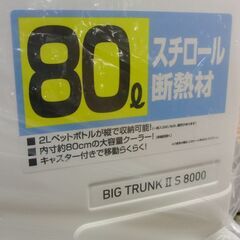 80ℓ
スチロール
断熱材
2Lペットボトルが縦で収納可能!
内寸約80cmの大容量クーラー!
キャスター付きで移動らくらく!
BIG TRUNK II S 8000